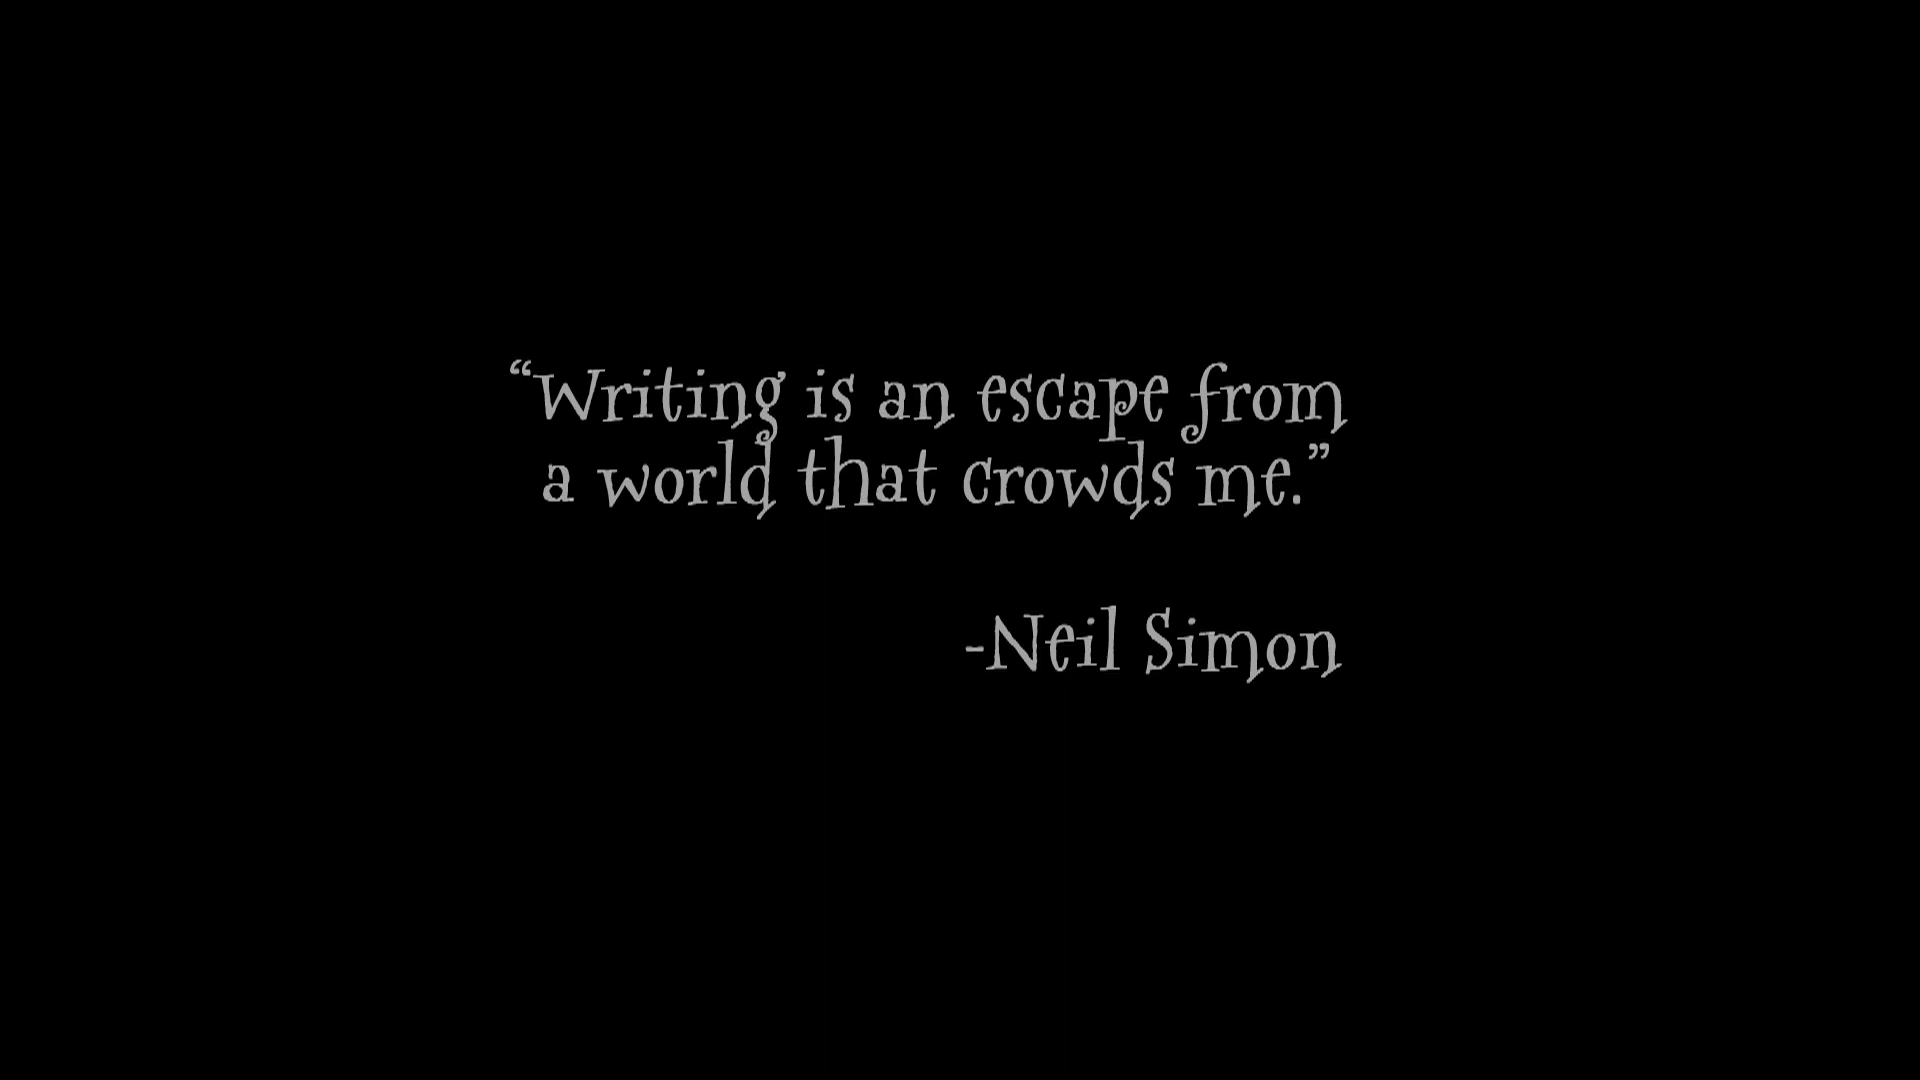 “Writing is an escape from
a world that crowds me.”
-Neil Simon